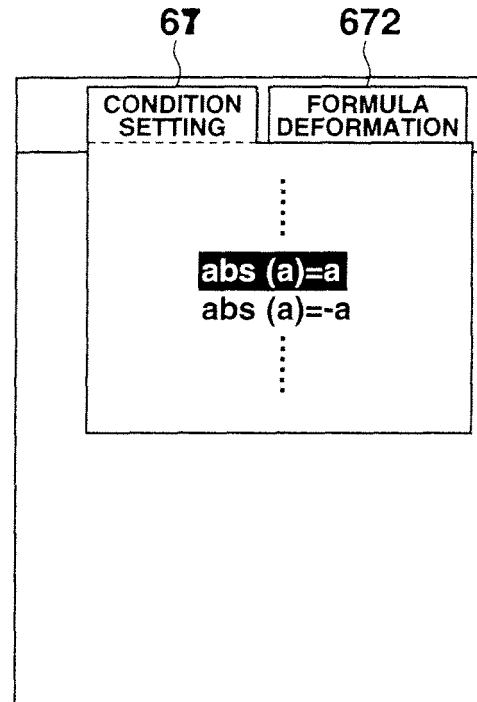 67 672
CONDITION SETTING
FORMULA DEFORMATION
abs (a)=a
abs (a)=-a